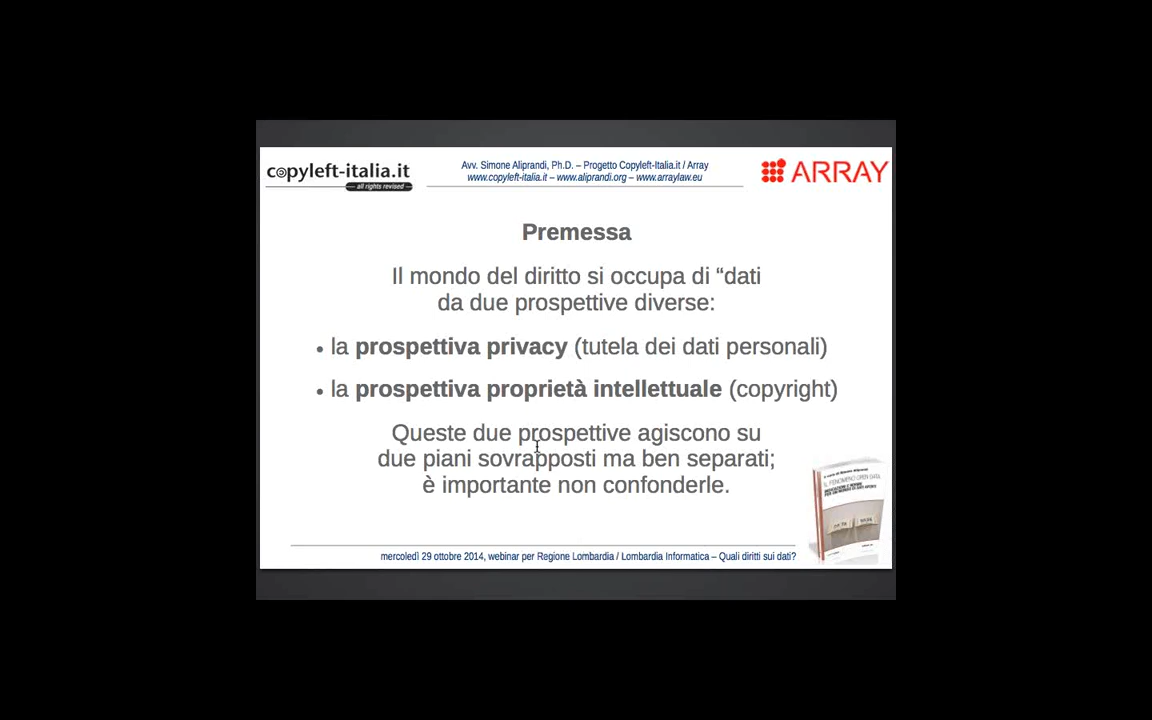 copyleft-italia.it
all rights revised
Avv. Simone Aliprandi, Ph.D. – Progetto Copyleft-Italia.it / Array
www.copyleft-italia.it – www.aliprandi.org – www.arraylaw.eu
ARRAY
Premessa
Il mondo del diritto si occupa di “dati
da due prospettive diverse:
• la prospettiva privacy (tutela dei dati personali)
• la prospettiva proprietà intellettuale (copyright)
Queste due prospettive agiscono su
due piani sovrapposti ma ben separati;
è importante non confonderle.
IL FENOMENO OPEN DATA
mercoledì 29 ottobre 2014, webinar per Regione Lombardia / Lombardia Informatica – Quali diritti sui dati?